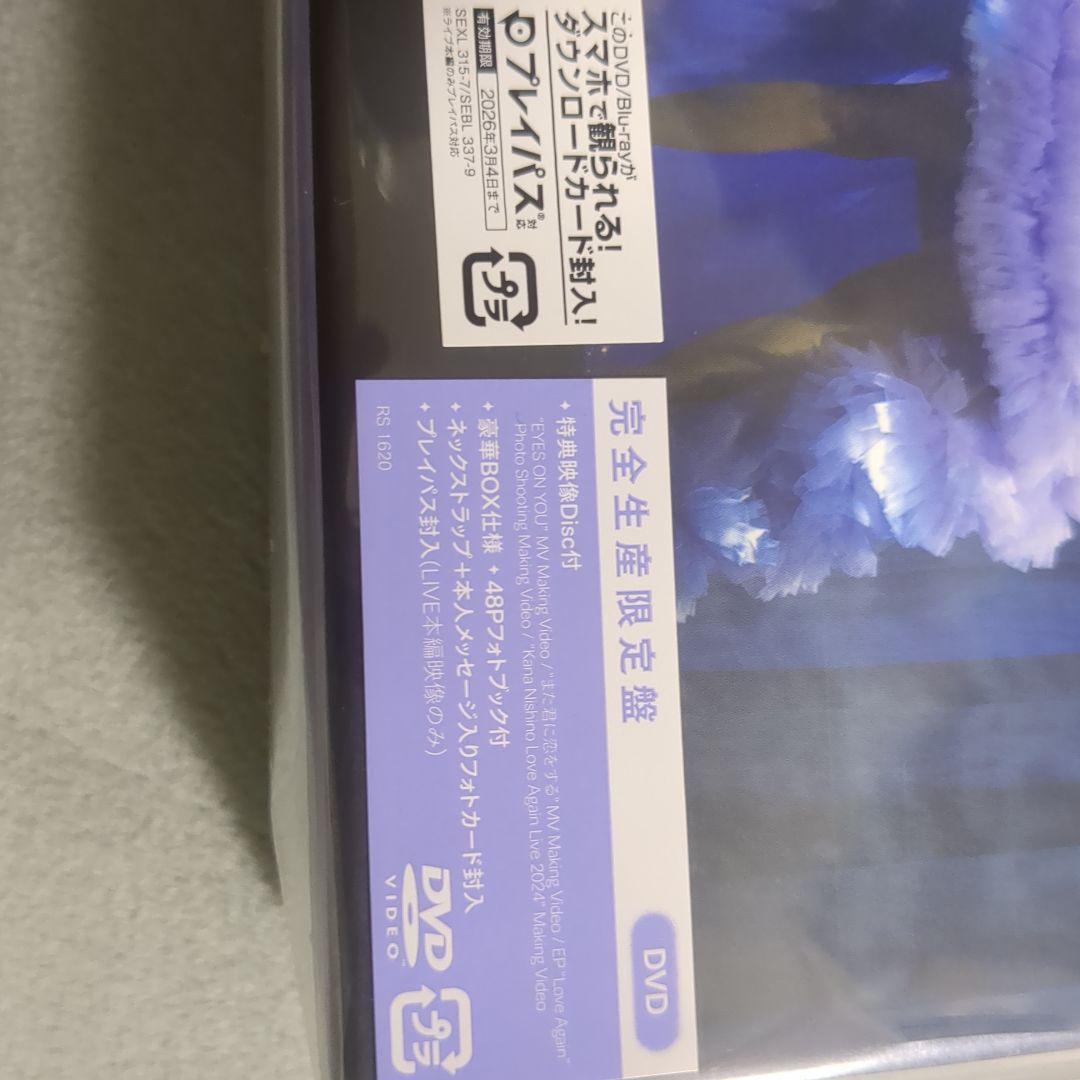 このDVD/Blu-rayが
スマホで観られる!
ダウンロードカード封入!
プレイパス®対応
有効期限 2026年3月4日まで
SEXL 315-7/SEBL 337-9
※ライブ本編のみプレイパス対応
プラ
完全生産限定盤 DVD
✦ 特典映像Disc付
"EYES ON YOU" MV Making Video / "また君に恋をする" MV Making Video / EP "Love Again"
Photo Shooting Making Video / "Kana Nishino Love Again Live 2024" Making Video
✦ 豪華BOX仕様 ✦ 48Pフォトブック付
✦ ネックストラップ+本人メッセージ入りフォトカード封入
✦ プレイパス封入(LIVE本編映像のみ)
RS 1620
DVD
VIDEO™
プラ